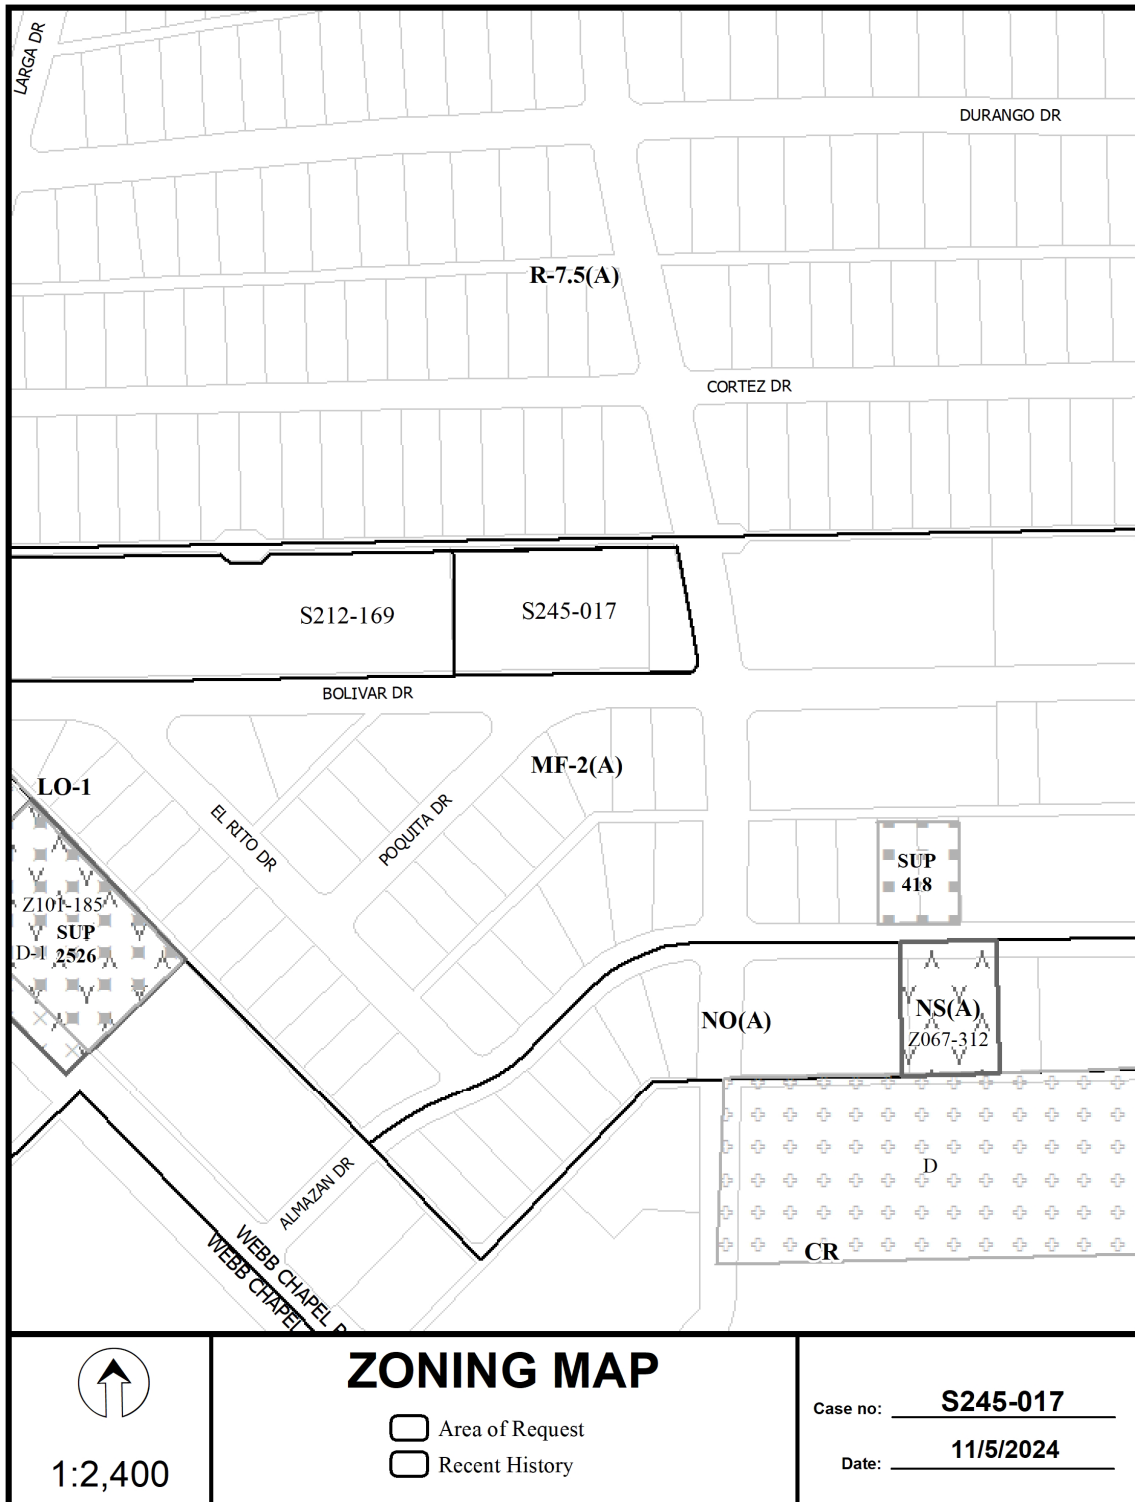 LARGA DR
DURANGO DR
R-7.5(A)
CORTEZ DR
S212-169
S245-017
BOLIVAR DR
MF-2(A)
LO-1
EL RITO DR
POQUITA DR
SUP
418
Z101-185
SUP
D-1 2526
NO(A)
NS(A)
Z067-312
ALMAZAN DR
D
CR
WEBB CHAPEL
WEBB CHAPEL
ZONING MAP
Area of Request
Recent History
1:2,400
Case no: S245-017
Date: 11/5/2024